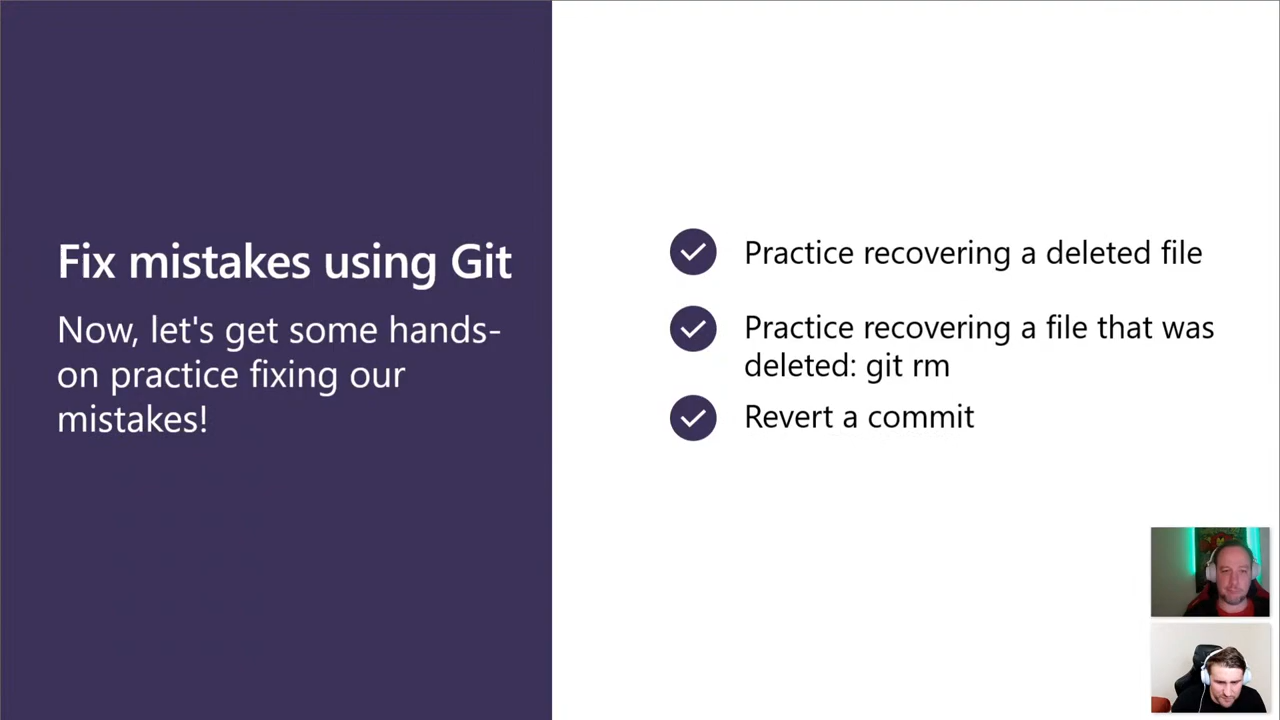 Fix mistakes using Git
Now, let's get some hands-
on practice fixing our
mistakes!
Practice recovering a deleted file
Practice recovering a file that was
deleted: git rm
Revert a commit